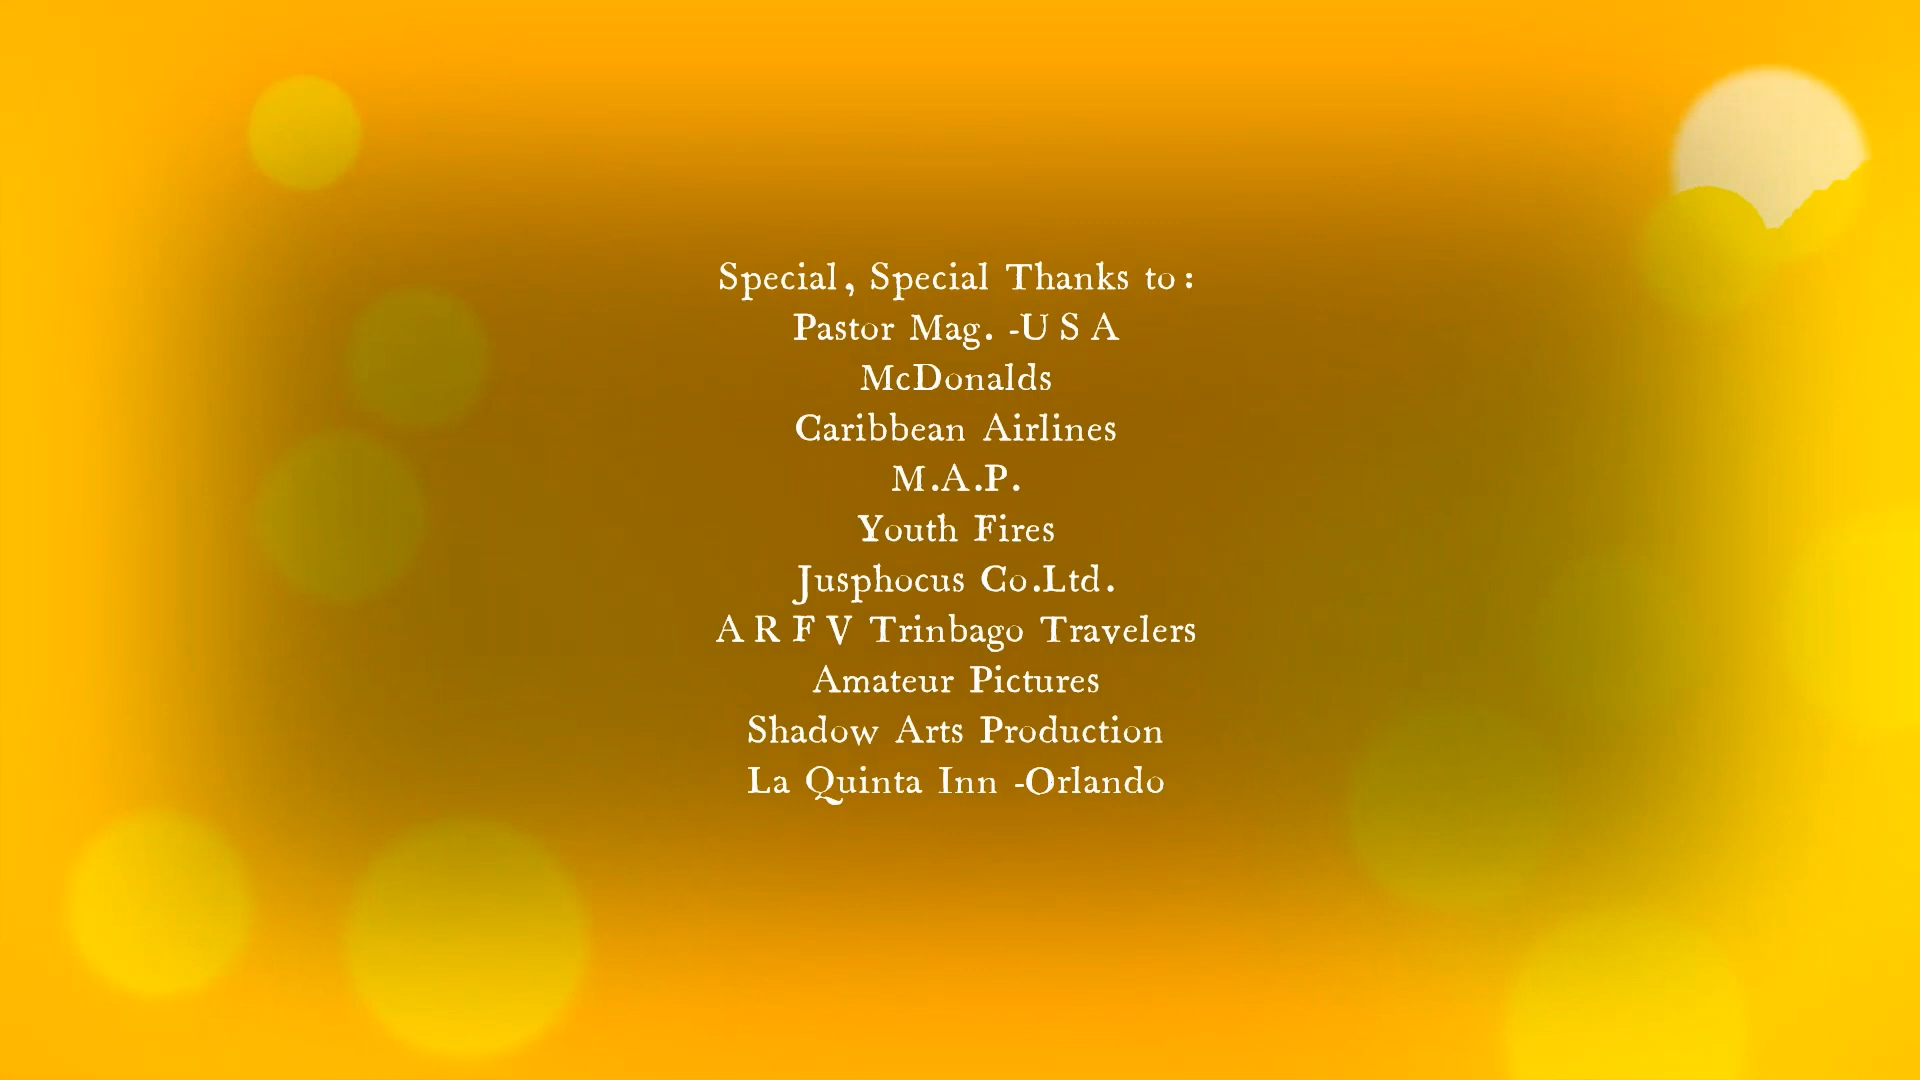 Special, Special Thanks to:
Pastor Mag. -U S A
McDonalds
Caribbean Airlines
M.A.P.
Youth Fires
Jusphocus Co.Ltd.
A R F V Trinbago Travelers
Amateur Pictures
Shadow Arts Production
La Quinta Inn -Orlando